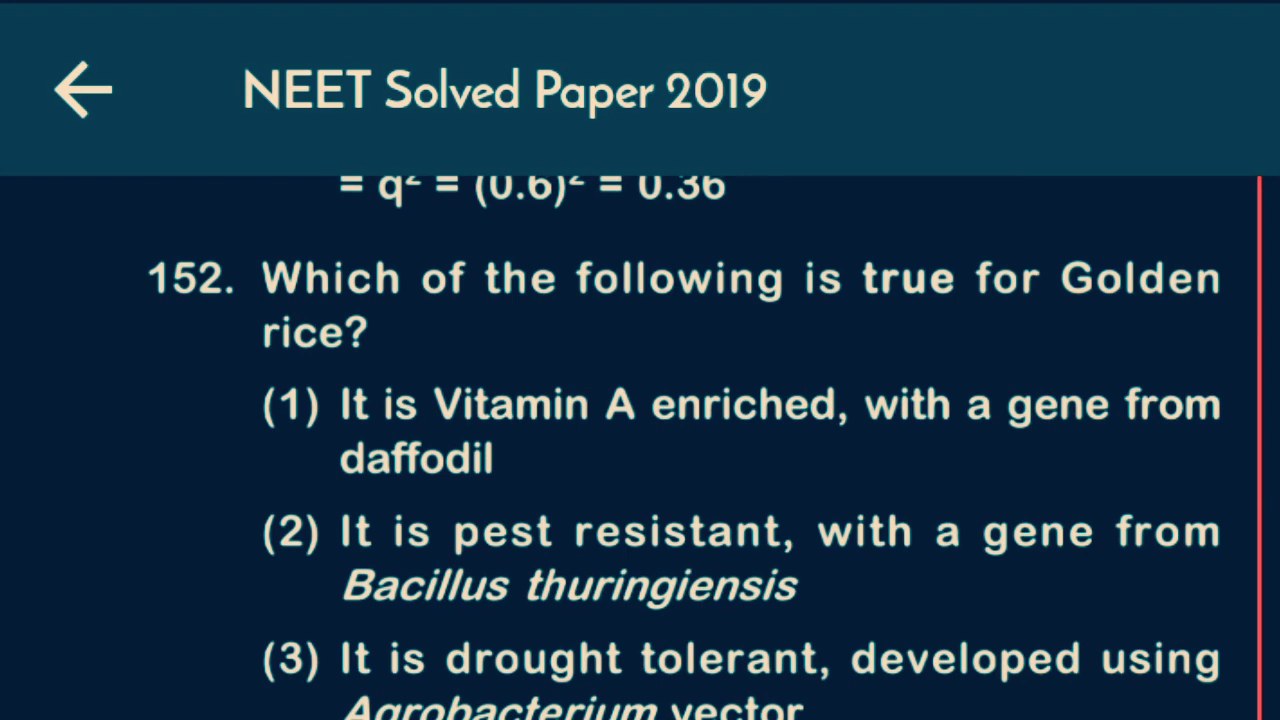 NEET Solved Paper 2019
= q² = (0.6)² = 0.36
152. Which of the following is true for Golden
rice?
(1) It is Vitamin A enriched, with a gene from
daffodil
(2) It is pest resistant, with a gene from
Bacillus thuringiensis
(3) It is drought tolerant, developed using
Agrobacterium vector